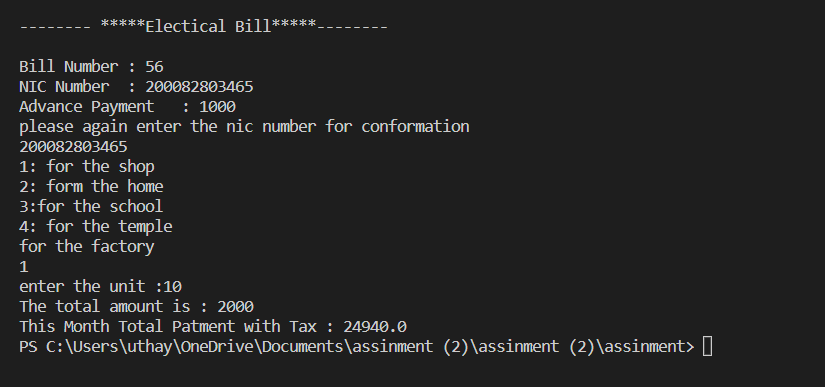 -------- *****Electical Bill*****--------
Bill Number : 56
NIC Number  : 200082803465
Advance Payment   : 1000
please again enter the nic number for conformation
200082803465
1: for the shop
2: form the home
3:for the school
4: for the temple
for the factory
1
enter the unit :10
The total amount is : 2000
This Month Total Patment with Tax : 24940.0
PS C:\Users\uthay\OneDrive\Documents\assinment (2)\assinment (2)\assinment>